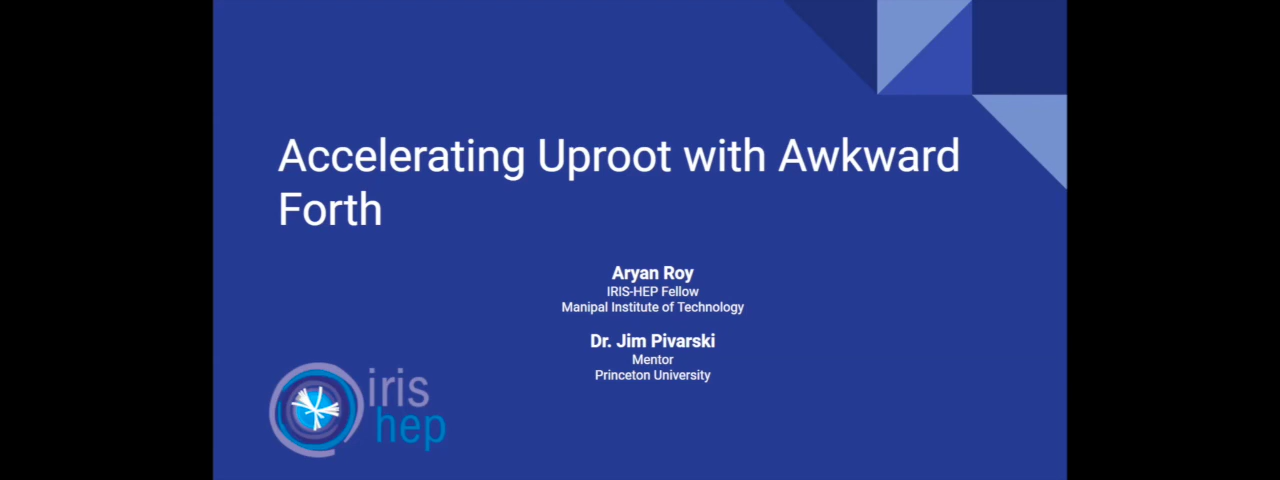 Accelerating Uproot with Awkward
Forth
Aryan Roy
IRIS-HEP Fellow
Manipal Institute of Technology
Dr. Jim Pivarski
Mentor
Princeton University
iris
hep